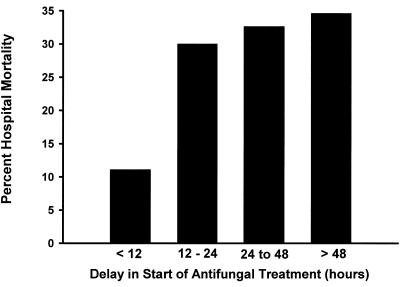 Percent Hospital Mortality
35
30
25
20
15
10
5
0
< 12 12 - 24 24 to 48 > 48
Delay in Start of Antifungal Treatment (hours)